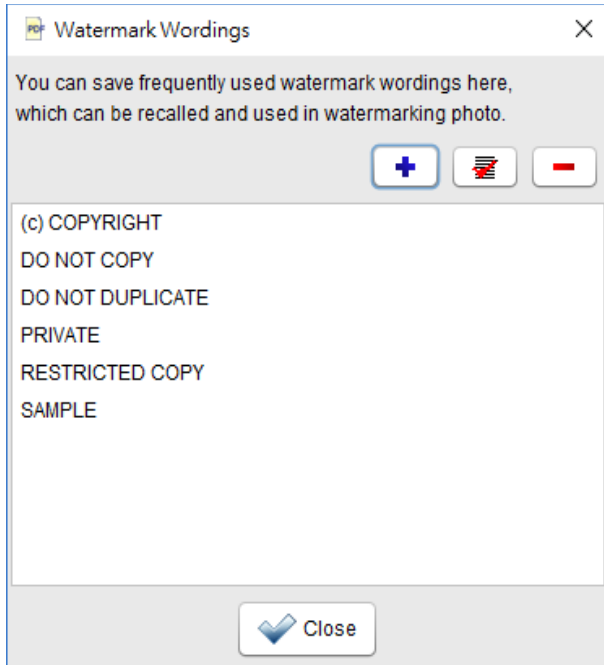 PDF Watermark Wordings
You can save frequently used watermark wordings here,
which can be recalled and used in watermarking photo.
(c) COPYRIGHT
DO NOT COPY
DO NOT DUPLICATE
PRIVATE
RESTRICTED COPY
SAMPLE
Close